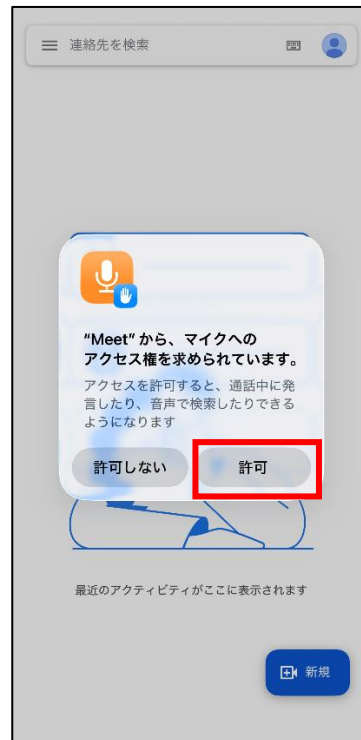 連絡先を検索
“Meet” から、マイクへの
アクセス権を求められています。
アクセスを許可すると、通話中に発
言したり、音声で検索したりできる
ようになります
許可しない
許可
最近のアクティビティがここに表示されます
新規